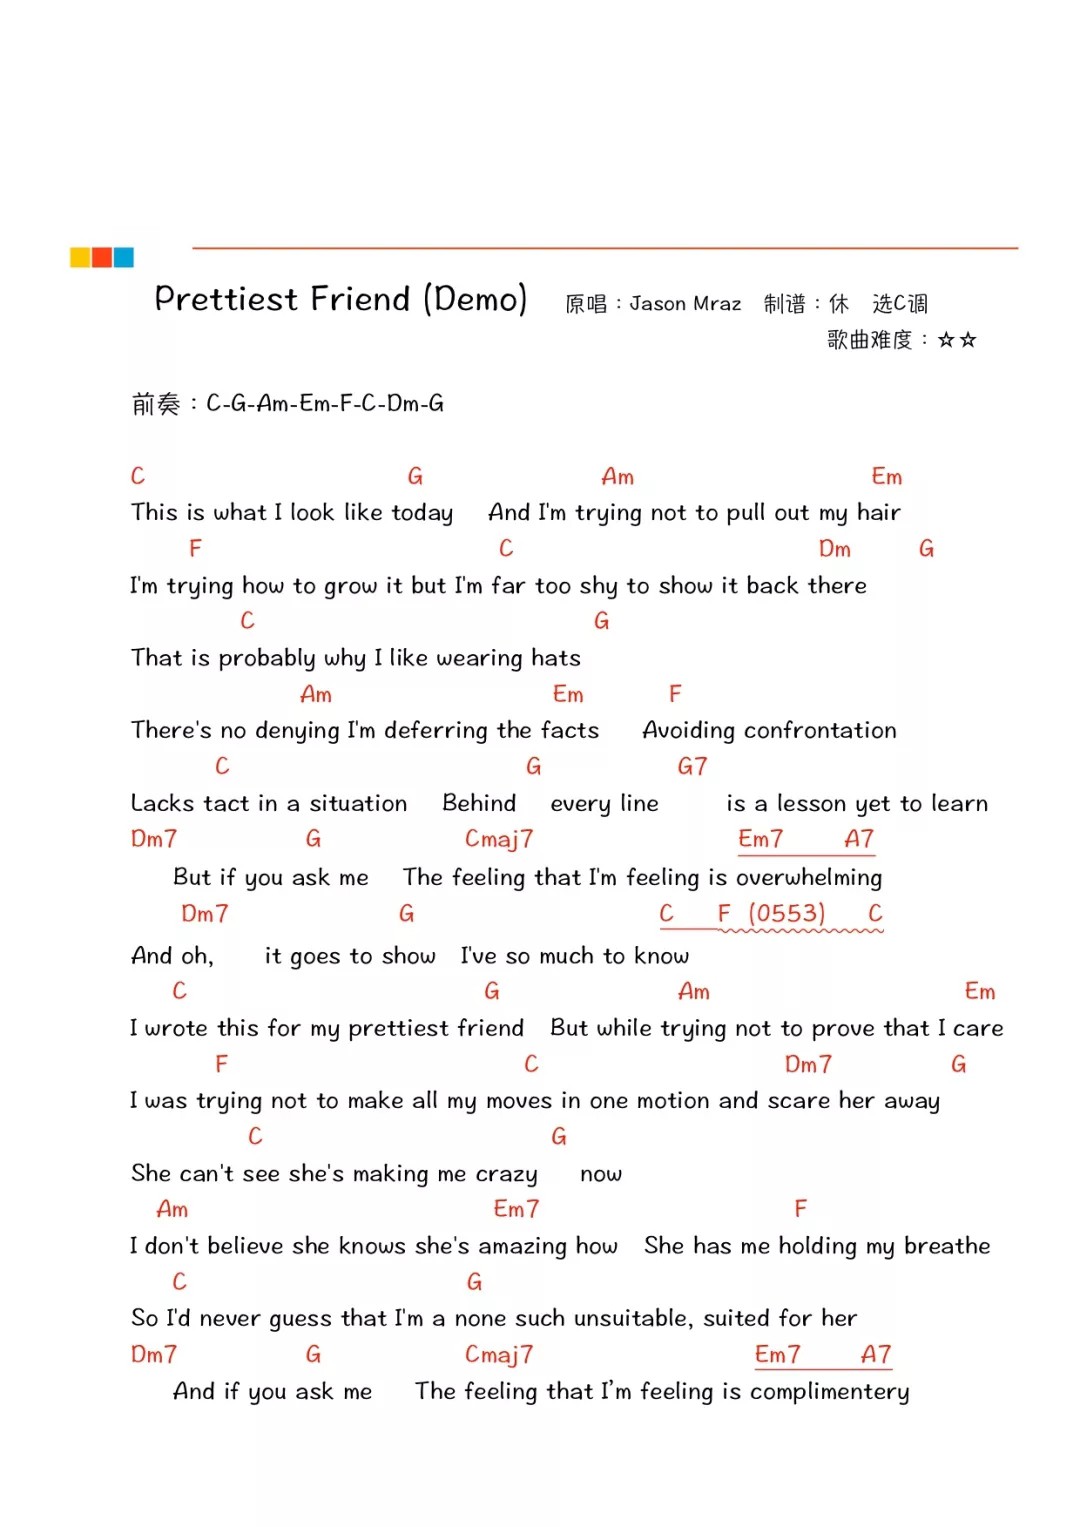 Prettiest Friend (Demo) 原唱：Jason Mraz 制谱：休 选C调
歌曲难度：☆☆
前奏：C-G-Am-Em-F-C-Dm-G
C G Am Em
This is what I look like today And I'm trying not to pull out my hair
F C Dm G
I'm trying how to grow it but I'm far too shy to show it back there
C G
That is probably why I like wearing hats
Am Em F
There's no denying I'm deferring the facts Avoiding confrontation
C G G7
Lacks tact in a situation Behind every line is a lesson yet to learn
Dm7 G Cmaj7 Em7 A7
But if you ask me The feeling that I'm feeling is overwhelming
Dm7 G C F (0553) C
And oh, it goes to show I've so much to know
C G Am Em
I wrote this for my prettiest friend But while trying not to prove that I care
F C Dm7 G
I was trying not to make all my moves in one motion and scare her away
C G
She can't see she's making me crazy now
Am Em7 F
I don't believe she knows she's amazing how She has me holding my breathe
C G
So I'd never guess that I'm a none such unsuitable, suited for her
Dm7 G Cmaj7 Em7 A7
And if you ask me The feeling that I’m feeling is complimentery